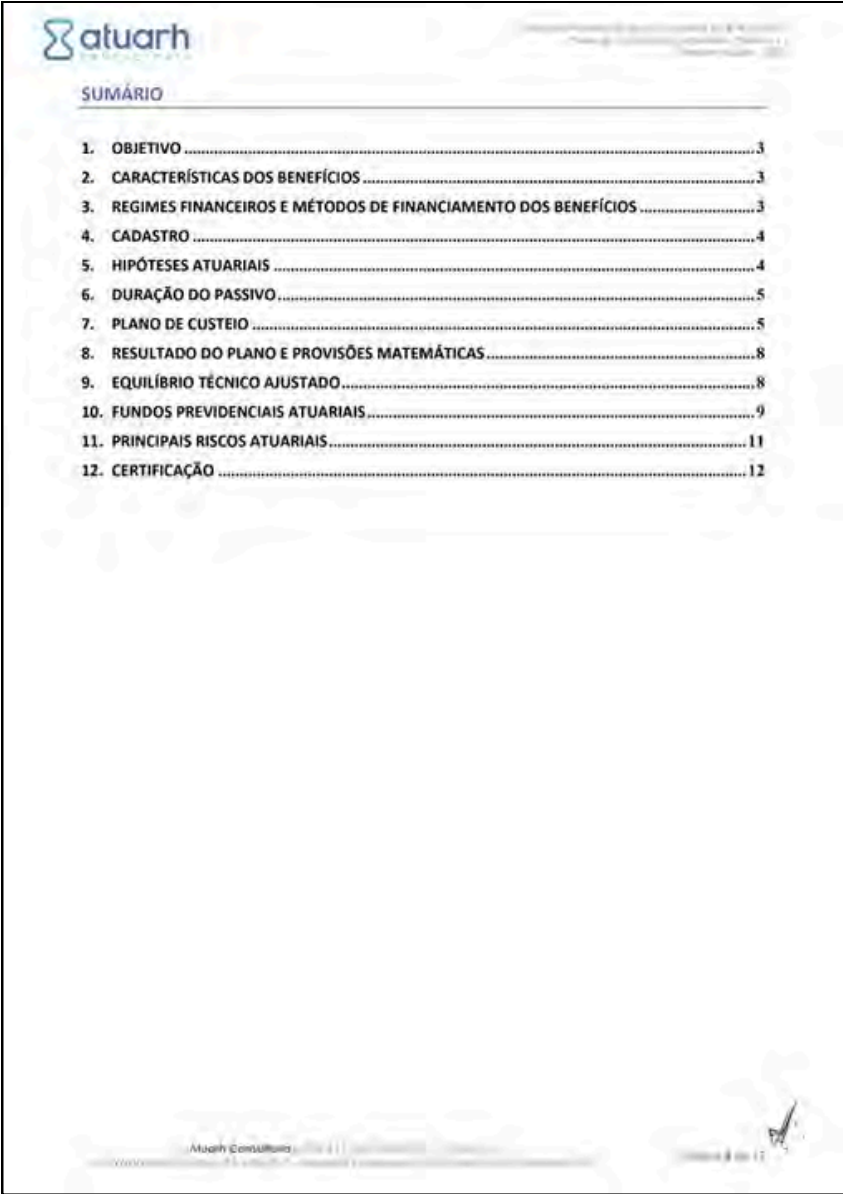 atuarh
SUMÁRIO
1. OBJETIVO 3
2. CARACTERÍSTICAS DOS BENEFÍCIOS 3
3. REGIMES FINANCEIROS E MÉTODOS DE FINANCIAMENTO DOS BENEFÍCIOS 3
4. CADASTRO 4
5. HIPÓTESES ATUARIAIS 4
6. DURAÇÃO DO PASSIVO 5
7. PLANO DE CUSTEIO 5
8. RESULTADO DO PLANO E PROVISÕES MATEMÁTICAS 8
9. EQUILÍBRIO TÉCNICO AJUSTADO 8
10. FUNDOS PREVIDENCIAIS ATUARIAIS 9
11. PRINCIPAIS RISCOS ATUARIAIS 11
12. CERTIFICAÇÃO 12